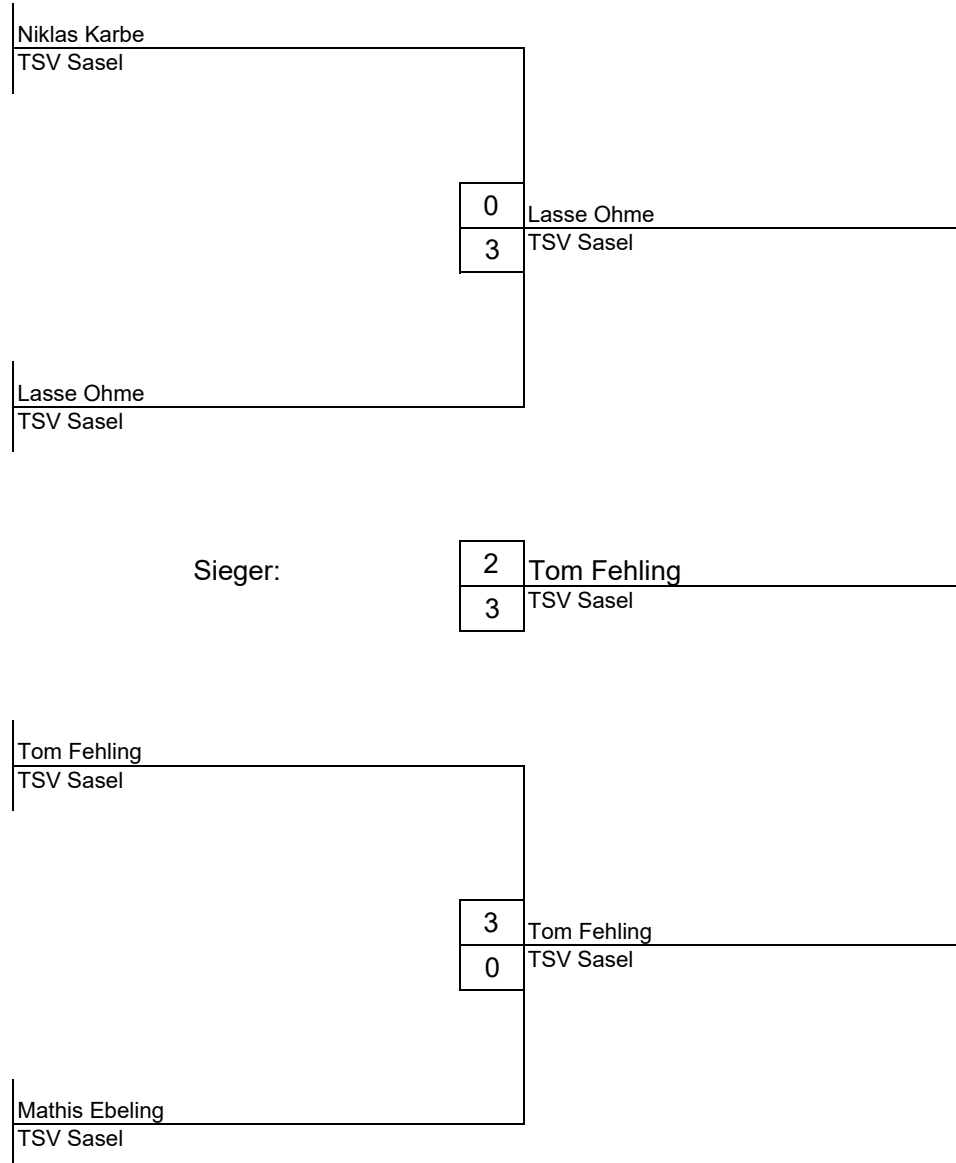 Niklas Karbe
TSV Sasel
0
Lasse Ohme
3
TSV Sasel
Lasse Ohme
TSV Sasel
Sieger:
2
Tom Fehling
3
TSV Sasel
Tom Fehling
TSV Sasel
3
Tom Fehling
0
TSV Sasel
Mathis Ebeling
TSV Sasel